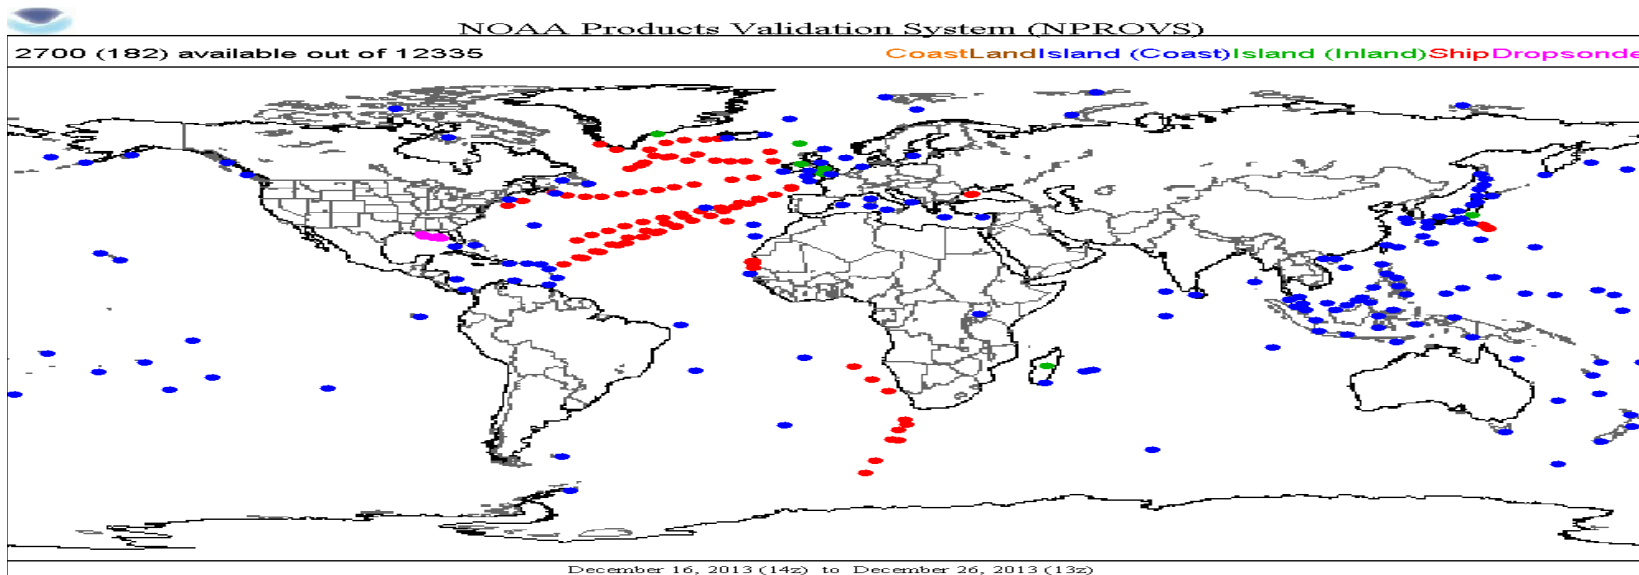 NOAA Products Validation System (NPROVS)
2700 (182) available out of 12335 CoastLandIsland (Coast)Island (Inland)ShipDropsonde
December 16, 2013 (14z) to December 26, 2013 (13z)